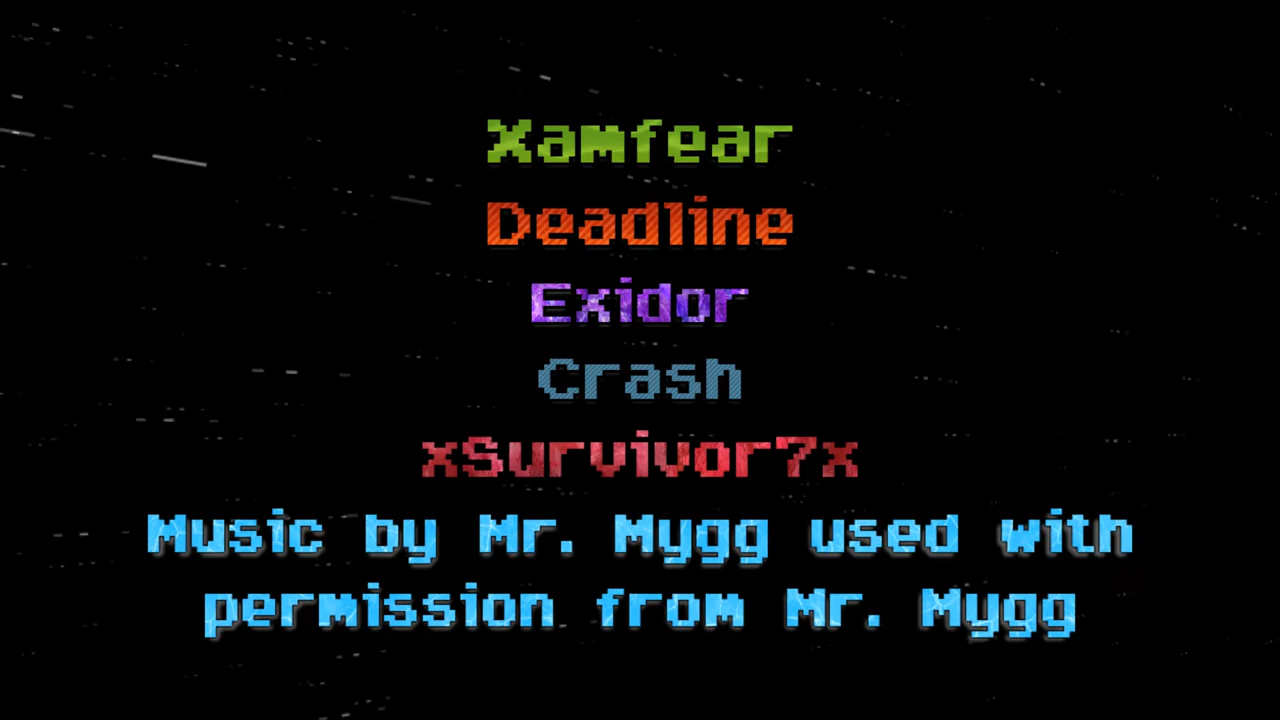 Xamfear
Deadline
Exidor
Crash
xSurvivor7x
Music by Mr. Mygg used with
permission from Mr. Mygg